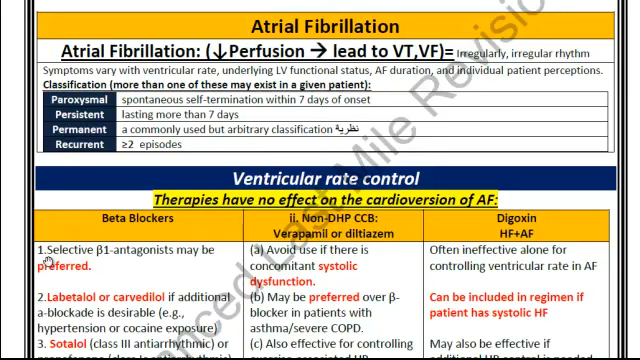 Atrial Fibrillation
Atrial Fibrillation: (↓Perfusion → lead to VT,VF)= Irregularly, irregular rhythm
Symptoms vary with ventricular rate, underlying LV functional status, AF duration, and individual patient perceptions.
Classification (more than one of these may exist in a given patient):
Paroxysmal spontaneous self-termination within 7 days of onset
Persistent lasting more than 7 days
Permanent a commonly used but arbitrary classification نظرية
Recurrent ≥2 episodes
Ventricular rate control
Therapies have no effect on the cardioversion of AF:
Beta Blockers
1.Selective β1-antagonists may be
preferred.
2.Labetalol or carvedilol if additional
a-blockade is desirable (e.g.,
hypertension or cocaine exposure)
3. Sotalol (class III antiarrhythmic) or
ii. Non-DHP CCB:
Verapamil or diltiazem
(a) Avoid use if there is
concomitant systolic
dysfunction.
(b) May be preferred over β-
blocker in patients with
asthma/severe COPD.
(c) Also effective for controlling
Digoxin
HF+AF
Often ineffective alone for
controlling ventricular rate in AF
Can be included in regimen if
patient has systolic HF
May also be effective if
Last Mile Revision